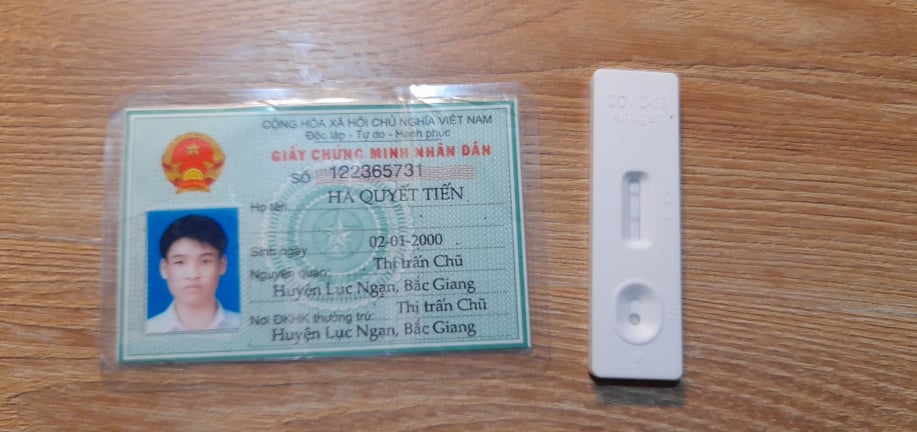 CỘNG HÒA XÃ HỘI CHỦ NGHĨA VIỆT NAM
Độc lập - Tự do - Hạnh phúc
GIẤY CHỨNG MINH NHÂN DÂN
SỐ 122365731
Họ tên: HÀ QUYẾT TIẾN
Sinh ngày 02-01-2000
Nguyên quán: Thị trấn Chũ
Huyện Lục Ngạn, Bắc Giang
Nơi ĐKHK thường trú: Thị trấn Chũ
Huyện Lục Ngạn, Bắc Giang
COVID-19
Antigen
C
T
S